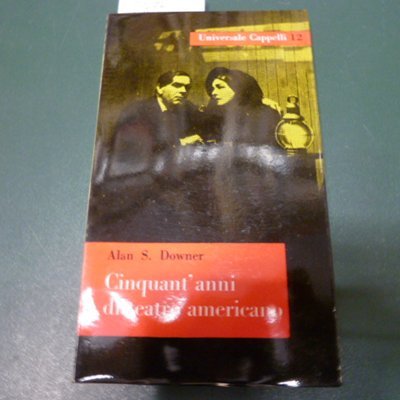 Universale Cappelli 12
Alan S. Downer
Cinquant'anni
di teatro americano